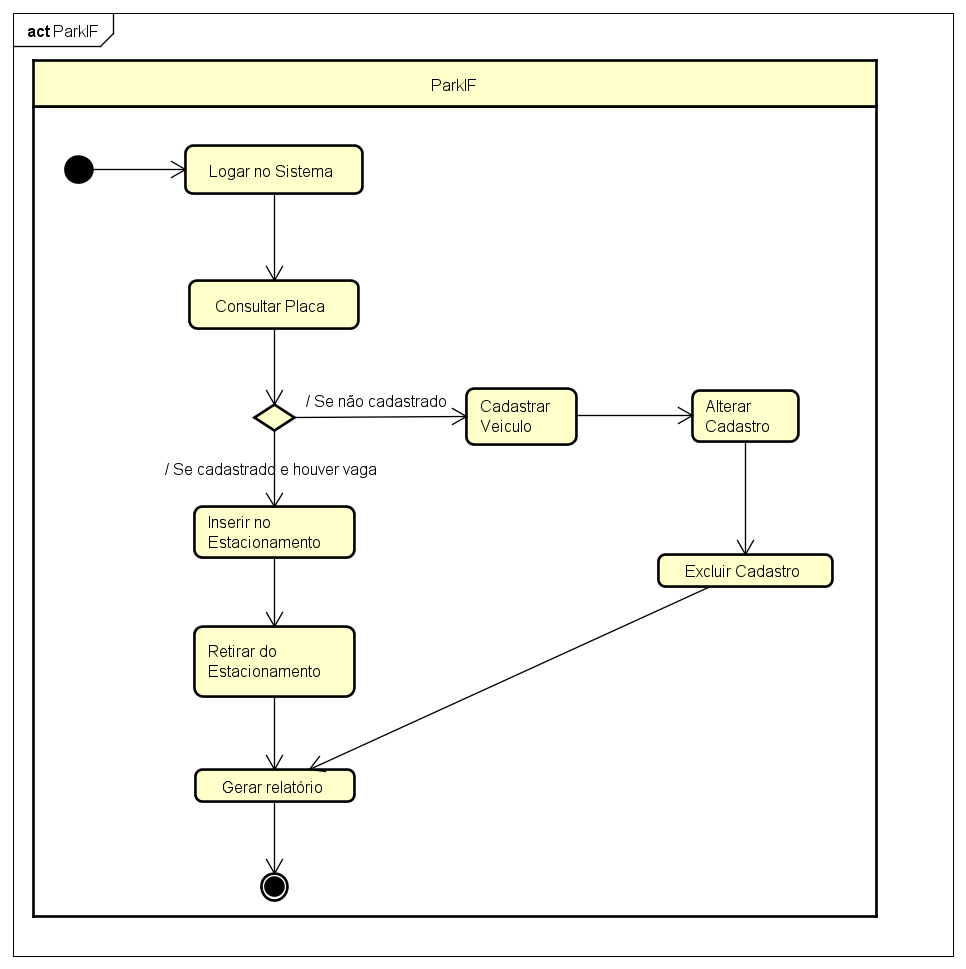 act ParkIF
ParkIF
Logar no Sistema
Consultar Placa
/ Se não cadastrado
Cadastrar
Veiculo
Alterar
Cadastro
/ Se cadastrado e houver vaga
Inserir no
Estacionamento
Excluir Cadastro
Retirar do
Estacionamento
Gerar relatório